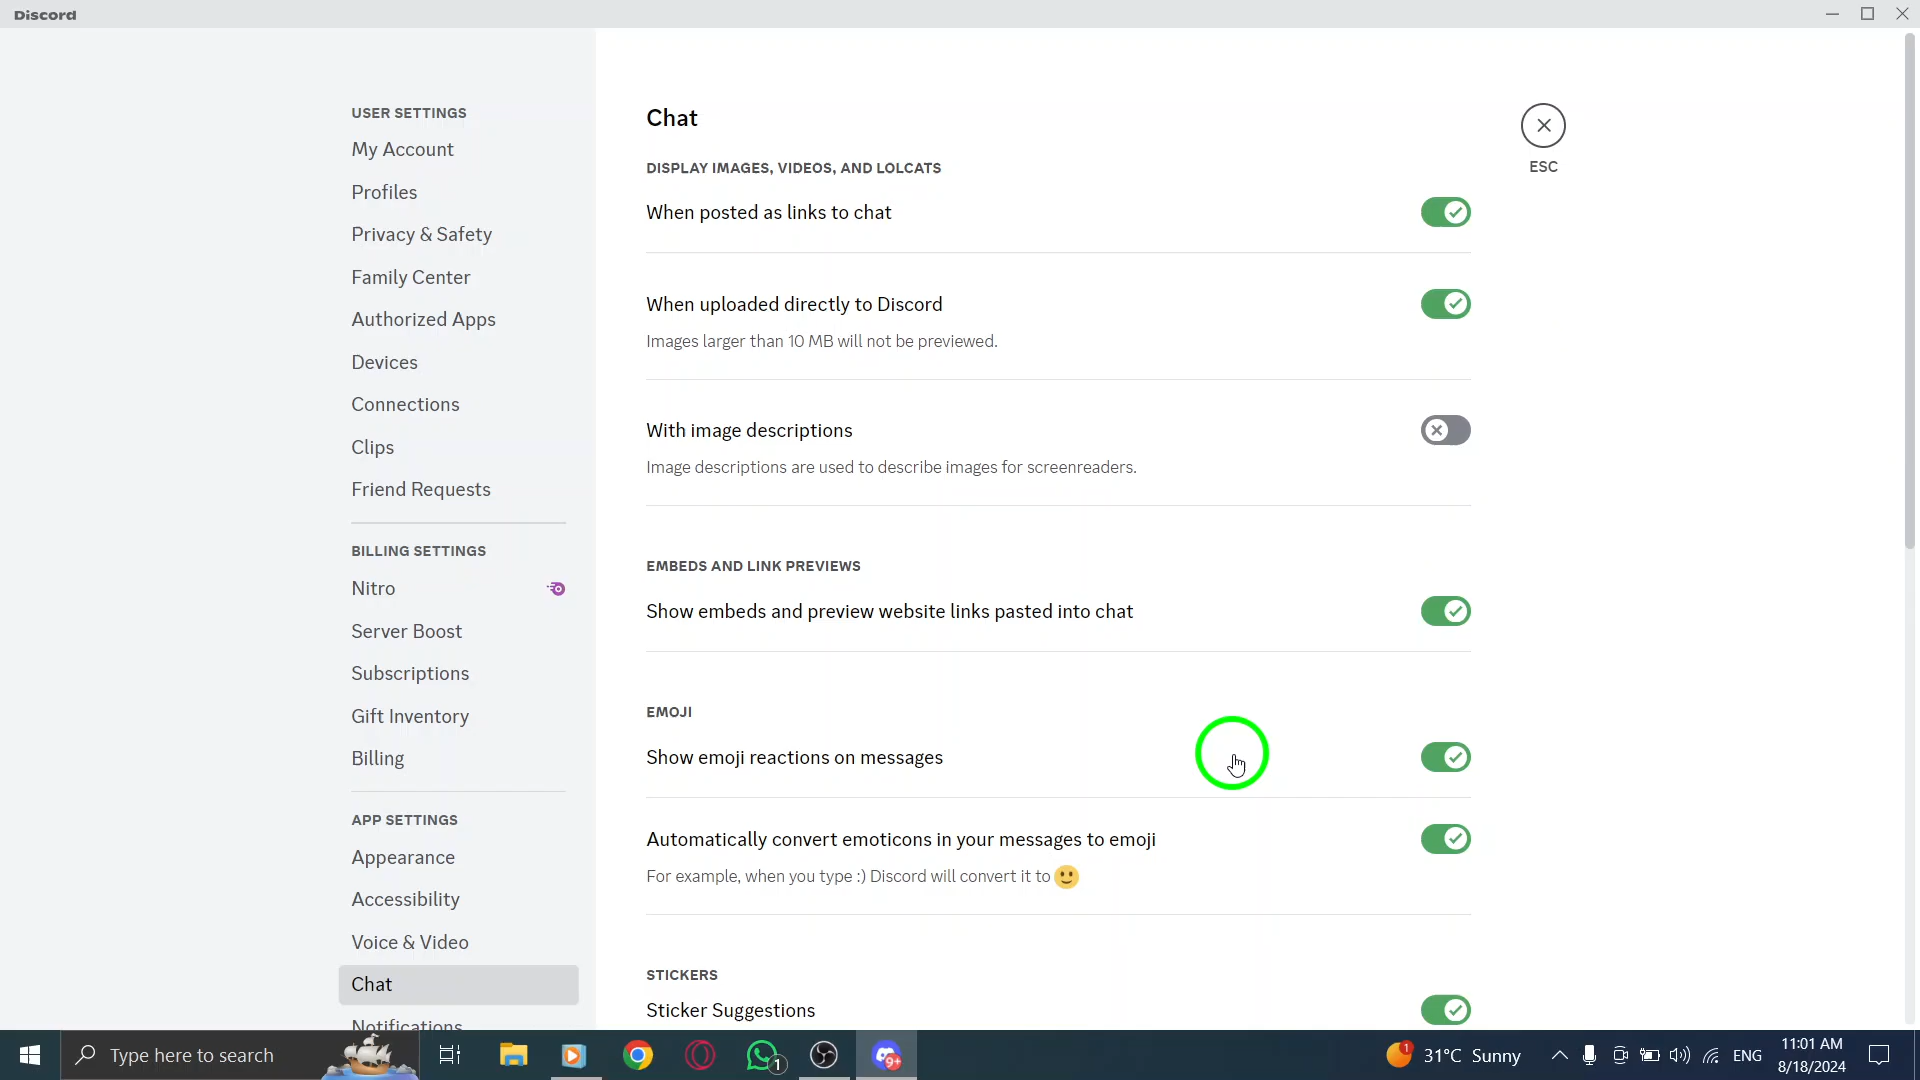 Discord
USER SETTINGS
My Account
Profiles
Privacy & Safety
Family Center
Authorized Apps
Devices
Connections
Clips
Friend Requests
BILLING SETTINGS
Nitro
Server Boost
Subscriptions
Gift Inventory
Billing
APP SETTINGS
Appearance
Accessibility
Voice & Video
Chat
Notifications
Chat
ESC
DISPLAY IMAGES, VIDEOS, AND LOLCATS
When posted as links to chat
When uploaded directly to Discord
Images larger than 10 MB will not be previewed.
With image descriptions
Image descriptions are used to describe images for screenreaders.
EMBEDS AND LINK PREVIEWS
Show embeds and preview website links pasted into chat
EMOJI
Show emoji reactions on messages
Automatically convert emoticons in your messages to emoji
For example, when you type :) Discord will convert it to 🙂
STICKERS
Sticker Suggestions
Type here to search
1
9+
1
31°C Sunny
ENG
11:01 AM
8/18/2024